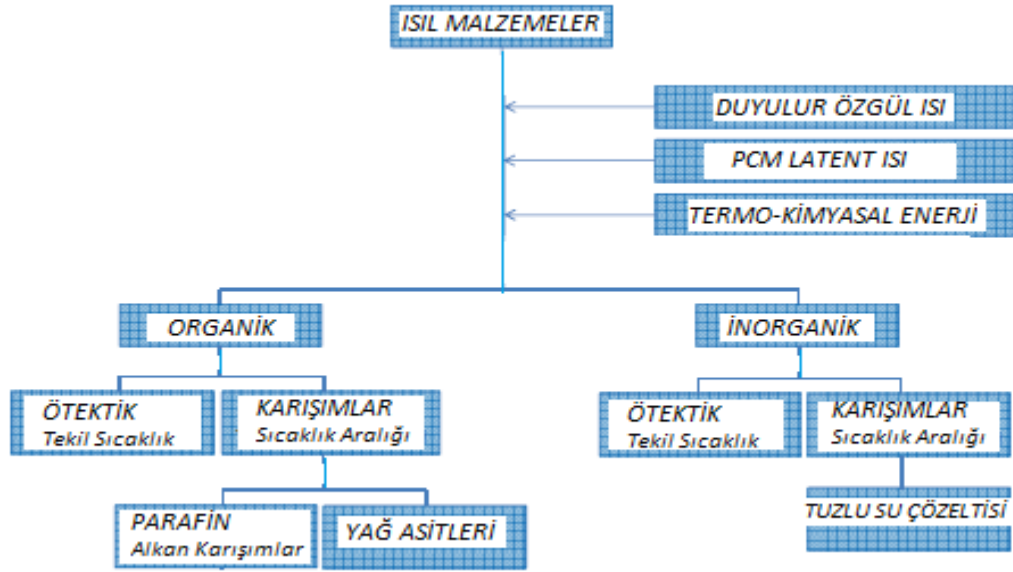 ISIL MALZEMELER
DUYULUR ÖZGÜL ISI
PCM LATENT ISI
TERMO-KİMYASAL ENERJİ
ORGANİK
İNORGANİK
ÖTEKTİK
Tekil Sıcaklık
KARIŞIMLAR
Sıcaklık Aralığı
ÖTEKTİK
Tekil Sıcaklık
KARIŞIMLAR
Sıcaklık Aralığı
PARAFİN
Alkan Karışımlar
YAĞ ASİTLERİ
TUZLU SU ÇÖZELTİSİ